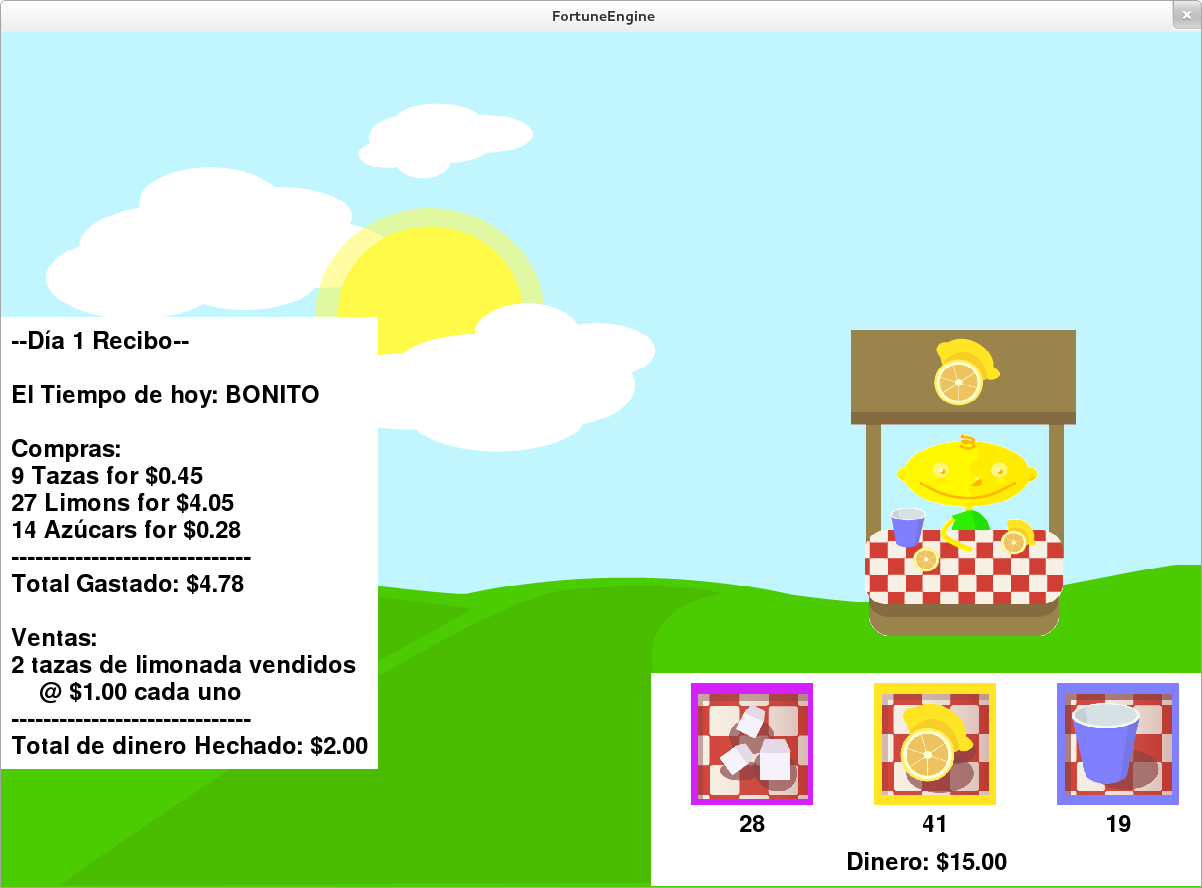 FortuneEngine
--Día 1 Recibo--
El Tiempo de hoy: BONITO
Compras:
9 Tazas for $0.45
27 Limons for $4.05
14 Azúcars for $0.28
------------------------------
Total Gastado: $4.78
Ventas:
2 tazas de limonada vendidos
@ $1.00 cada uno
------------------------------
Total de dinero Hechado: $2.00
28 41 19
Dinero: $15.00